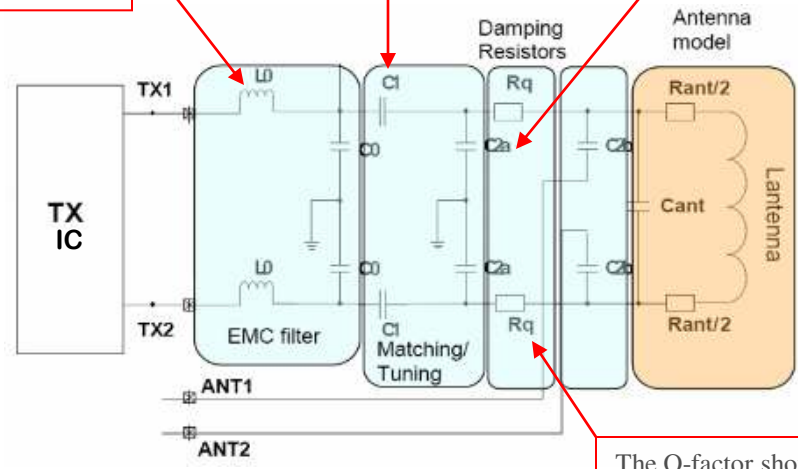 Damping
Resistors
Antenna
model
TX1
L0
C1
Rq
Rant/2
C0
C2a
C2b
TX
IC
Cant
Lantenna
L0
C0
C2a
C2b
TX2
EMC filter
C1
Matching/
Tuning
Rq
Rant/2
ANT1
ANT2
The Q-factor sho